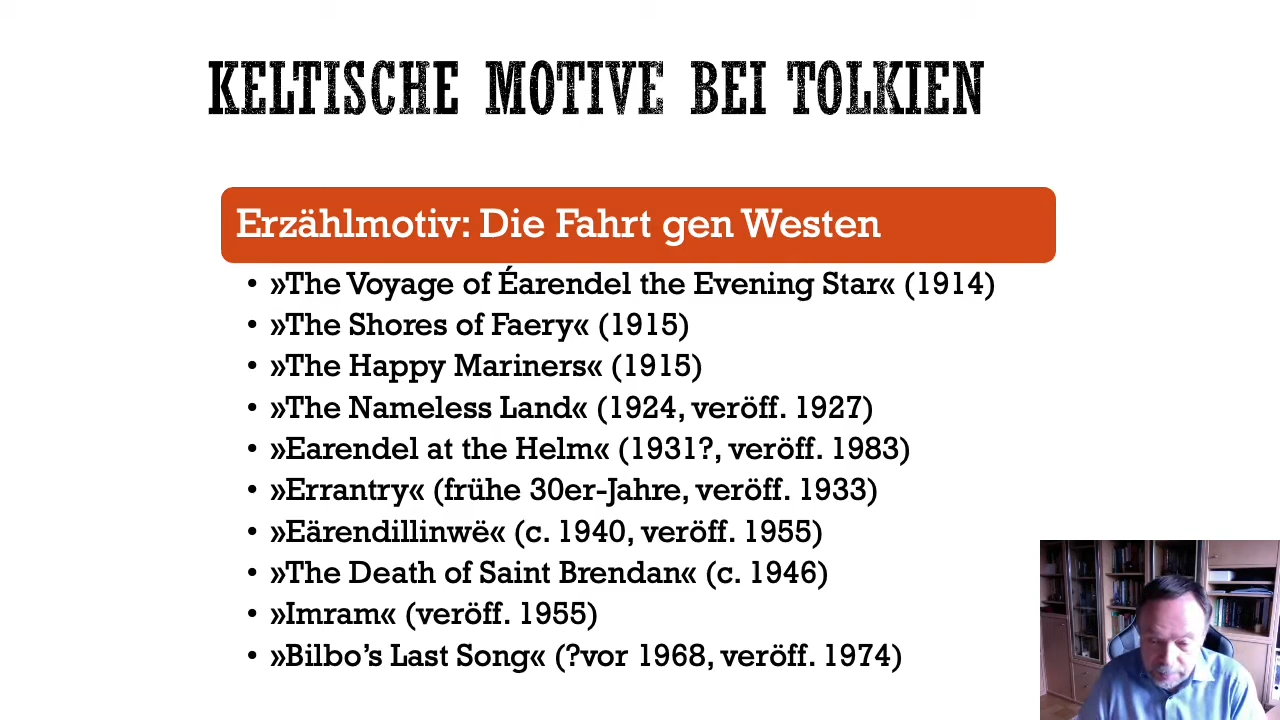 KELTISCHE MOTIVE BEI TOLKIEN
Erzählmotiv: Die Fahrt gen Westen
• »The Voyage of Éarendel the Evening Star« (1914)
• »The Shores of Faery« (1915)
• »The Happy Mariners« (1915)
• »The Nameless Land« (1924, veröff. 1927)
• »Earendel at the Helm« (1931?, veröff. 1983)
• »Errantry« (frühe 30er-Jahre, veröff. 1933)
• »Eärendillinwë« (c. 1940, veröff. 1955)
• »The Death of Saint Brendan« (c. 1946)
• »Imram« (veröff. 1955)
• »Bilbo’s Last Song« (?vor 1968, veröff. 1974)